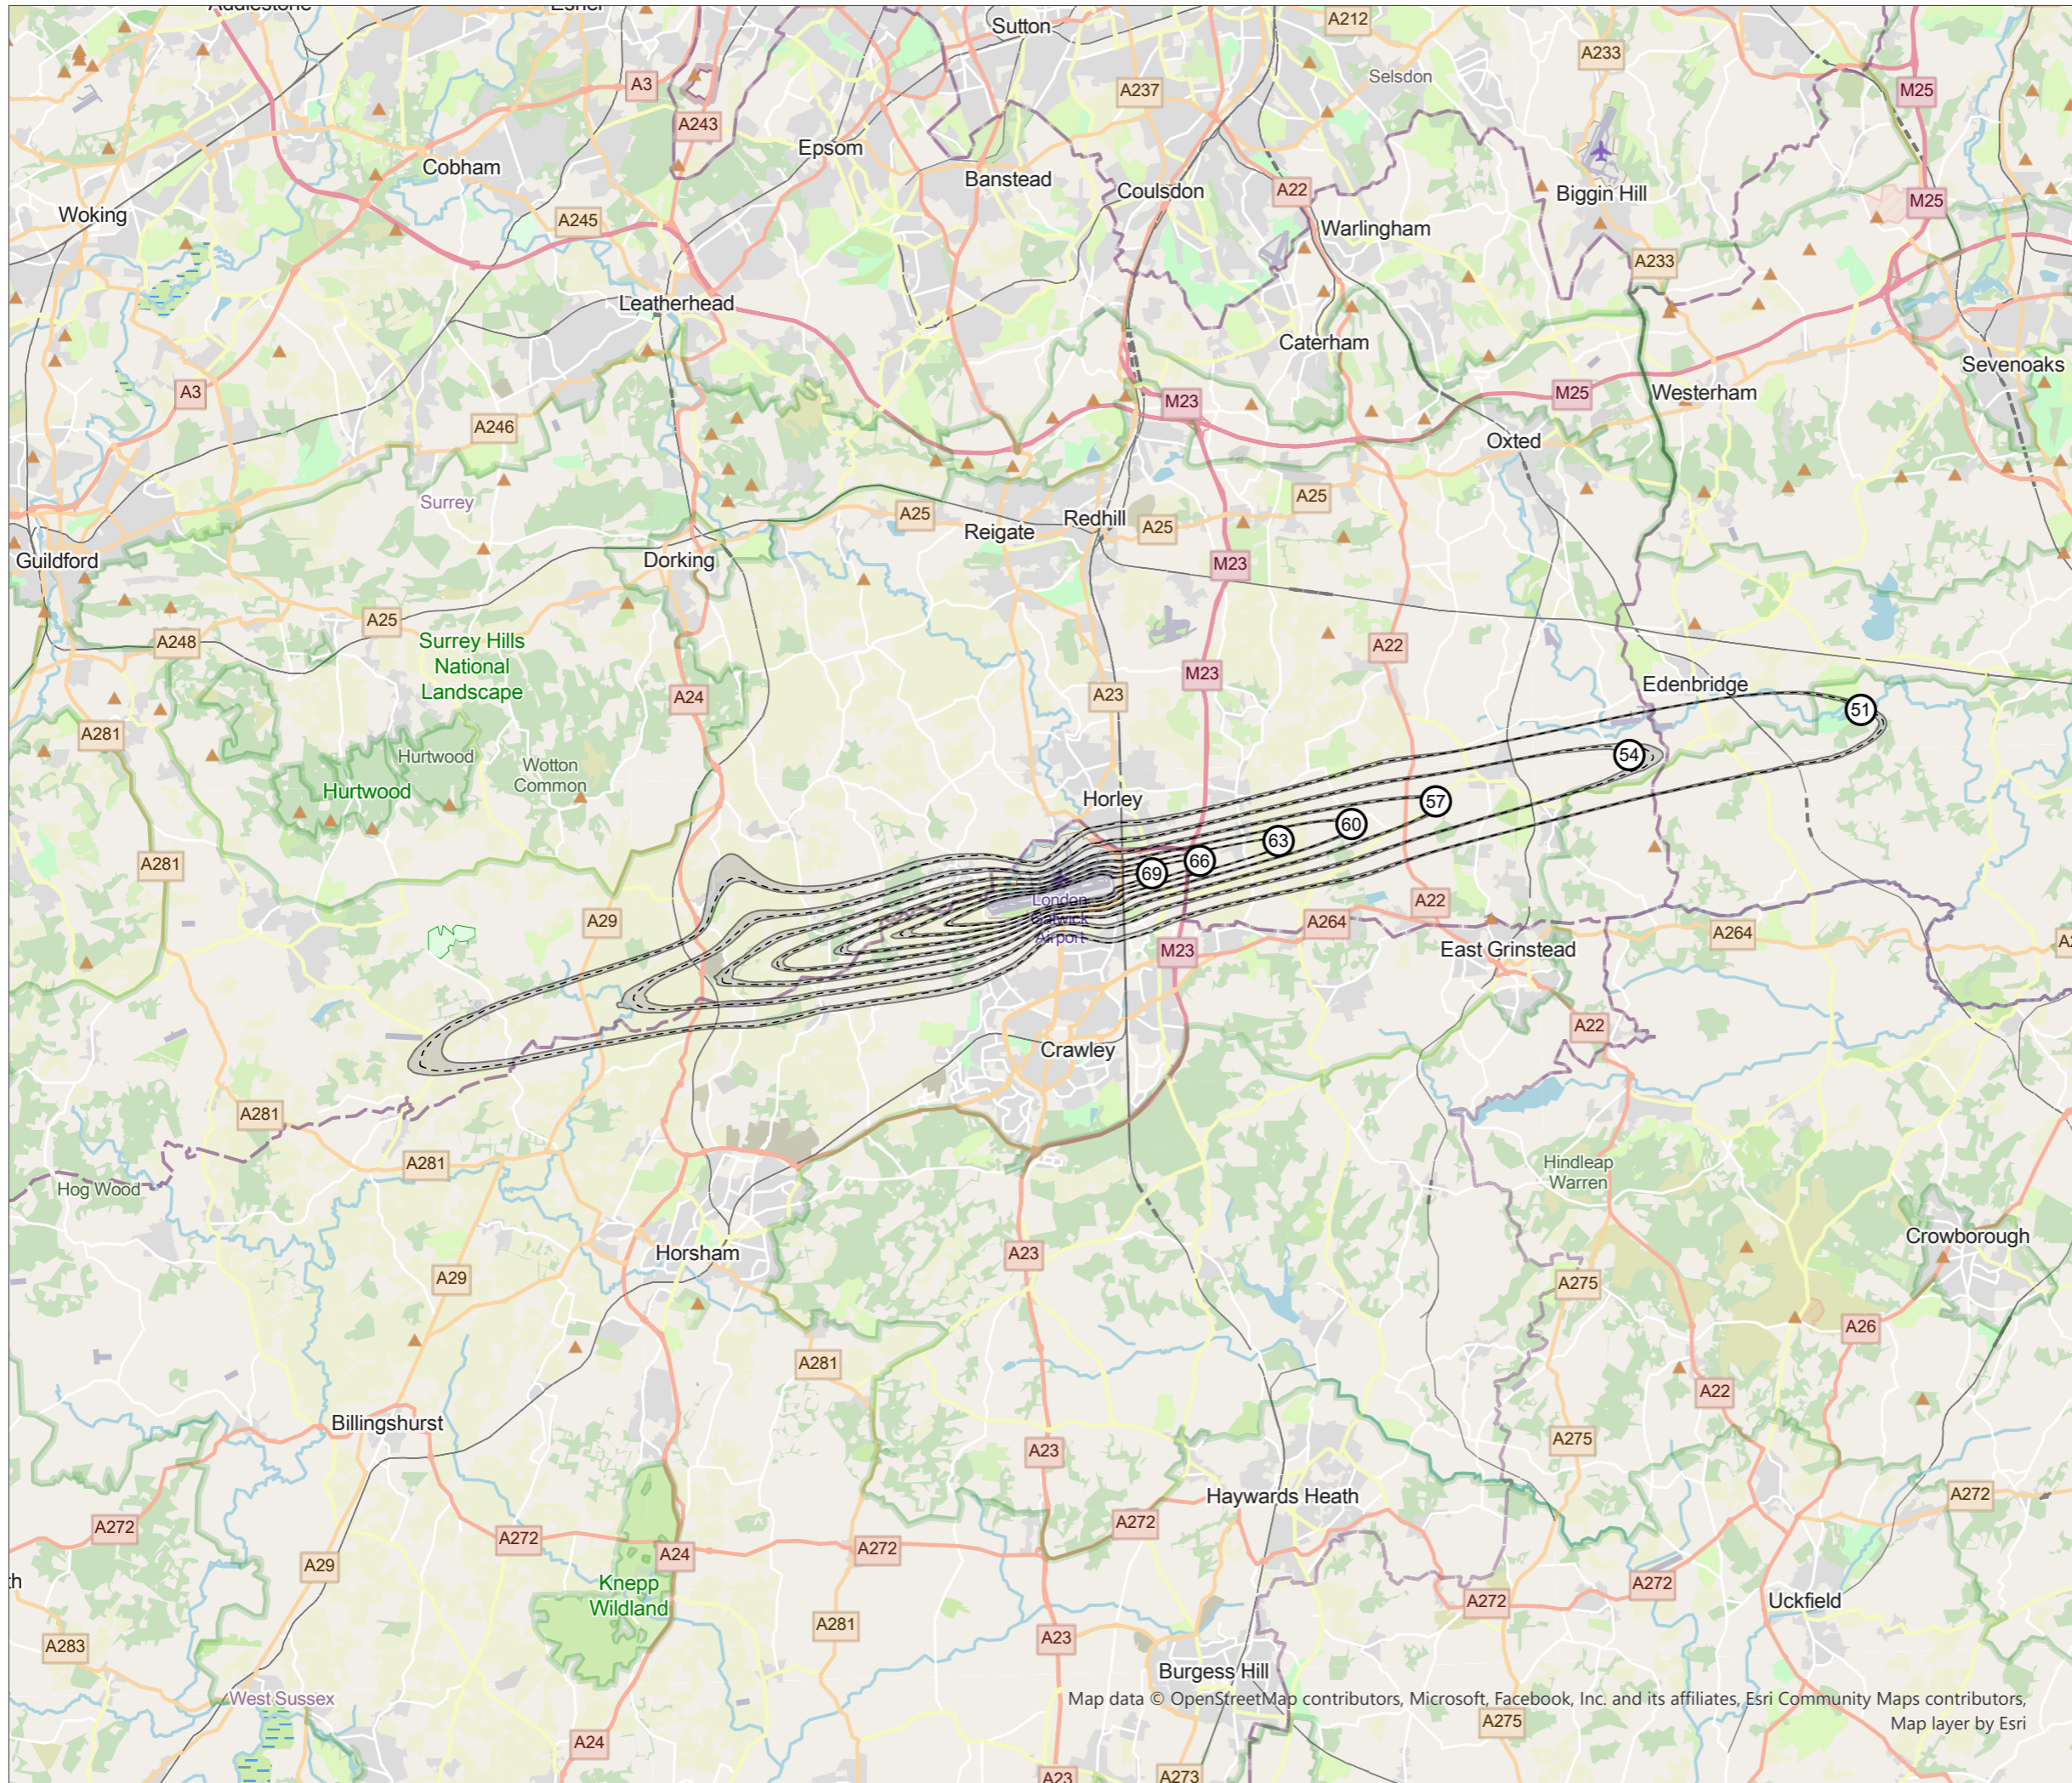 Sutton
A212
A233
Selsdon
A3
A237
M25
A243
Epsom
Cobham
Banstead
Coulsdon
A22
Biggin Hill
M25
Woking
A245
Warlingham
A233
Leatherhead
Caterham
Sevenoaks
A3
M23
M25
Westerham
A246
Oxted
Surrey
A25
A25
Redhill
A25
Reigate
Guildford
Dorking
M23
A25
A248
Surrey Hills
National
Landscape
A22
M23
A24
A23
Edenbridge
51
A281
Hurtwood
Wotton
Common
54
Hurtwood
Horley
57
60
63
A281
66
69
A29
London
Gatwick
Airport
A22
A264
A264
M23
East Grinstead
A22
Crawley
A281
A281
Hindleap
Warren
Hog Wood
Crowborough
Horsham
A23
A29
A275
A26
A281
A22
Billingshurst
A275
A23
Haywards Heath
A272
A272
A272
A272
A272
A24
A29
th
Knepp
Wildland
A272
A272
Uckfield
A281
A283
A23
Burgess Hill
West Sussex
Map data © OpenStreetMap contributors, Microsoft, Facebook, Inc. and its affiliates, Esri Community Maps contributors,
Map layer by Esri
A275
A24
A23
A273